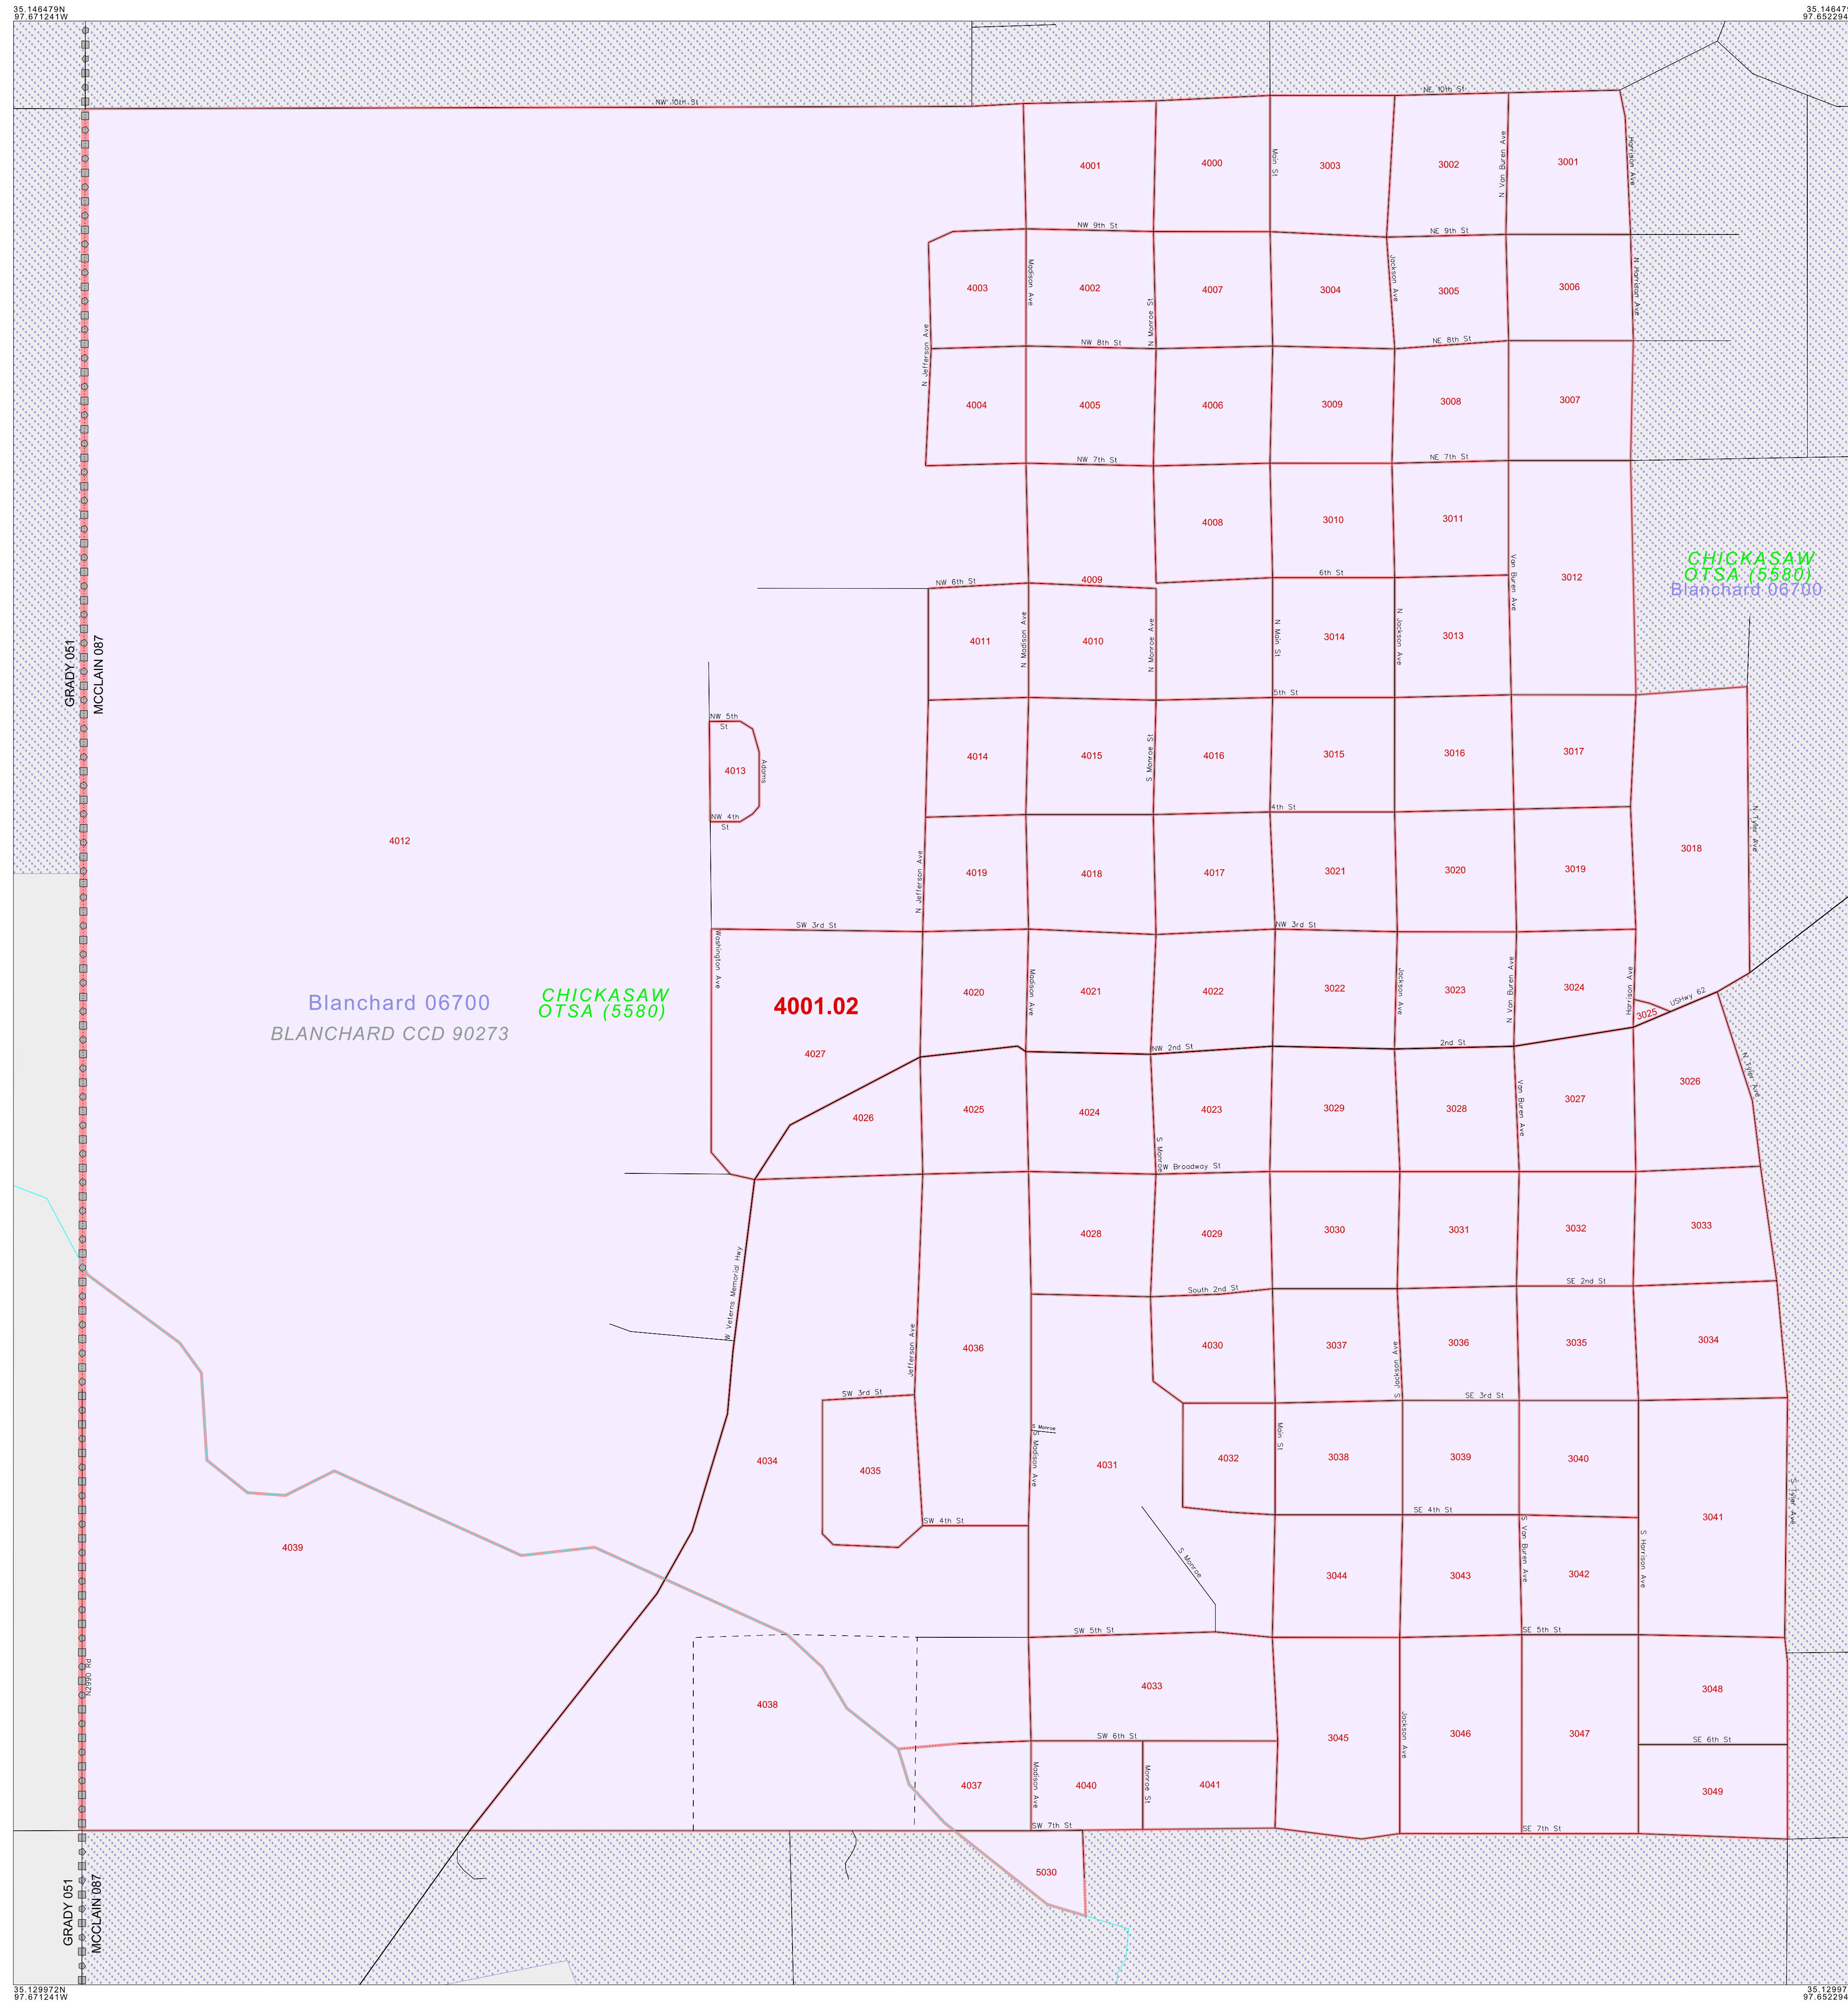 35.146479N
97.671241W
35.146479
97.652294
NW 10th St
NE 10th St
4001
4000
Main St
3003
3002
N Van Buren Ave
3001
Harrison Ave
NW 9th St
NE 9th St
4003
Madison Ave
4002
N Monroe St
4007
3004
Jackson Ave
3005
3006
N Harrison Ave
N Jefferson Ave
NW 8th St
NE 8th St
4004
4005
4006
3009
3008
3007
NW 7th St
NE 7th St
4008
3010
3011
NW 6th St
4009
6th St
Van Buren Ave
3012
CHICKASAW
OTSA (5580)
Blanchard 06700
GRADY 051
MCCLAIN 087
4011
N Madison Ave
4010
N Monroe Ave
N Main St
3014
N Jackson Ave
3013
5th St
NW 5th
St
4013
Adams
NW 4th
St
4014
4015
S Monroe St
4016
3015
3016
3017
4th St
N Tyler Ave
4012
N Jefferson Ave
4019
4018
4017
3021
3020
3019
3018
SW 3rd St
NW 3rd St
Washington Ave
Blanchard 06700
BLANCHARD CCD 90273
CHICKASAW
OTSA (5580)
4001.02
4020
Madison Ave
4021
4022
3022
Jackson Ave
3023
N Van Buren Ave
3024
Harrison Ave
USHwy 62
3025
4027
NW 2nd St
2nd St
4026
4025
4024
4023
3029
3028
Van Buren Ave
3027
3026
N Tyler Ave
S Monroe
W Broadway St
4028
4029
3030
3031
3032
3033
W Veterns Memorial Hwy
South 2nd St
SE 2nd St
Jefferson Ave
4036
4030
3037
S Jackson Ave
3036
3035
3034
SW 3rd St
SE 3rd St
4034
4035
S Monroe
S Madison Ave
4031
4032
Main St
3038
3039
3040
3041
S Tyler Ave
SW 4th St
SE 4th St
4039
S Monroe
3044
3043
S Van Buren Ave
3042
S Harrison Ave
SW 5th St
SE 5th St
N2990 Rd
4038
4033
3045
Jackson Ave
3046
3047
3048
SW 6th St
SE 6th St
4037
Madison Ave
4040
Monroe St
4041
3049
SW 7th St
SE 7th St
5030
GRADY 051
MCCLAIN 087
35.129972N
97.671241W
35.12997
97.652294